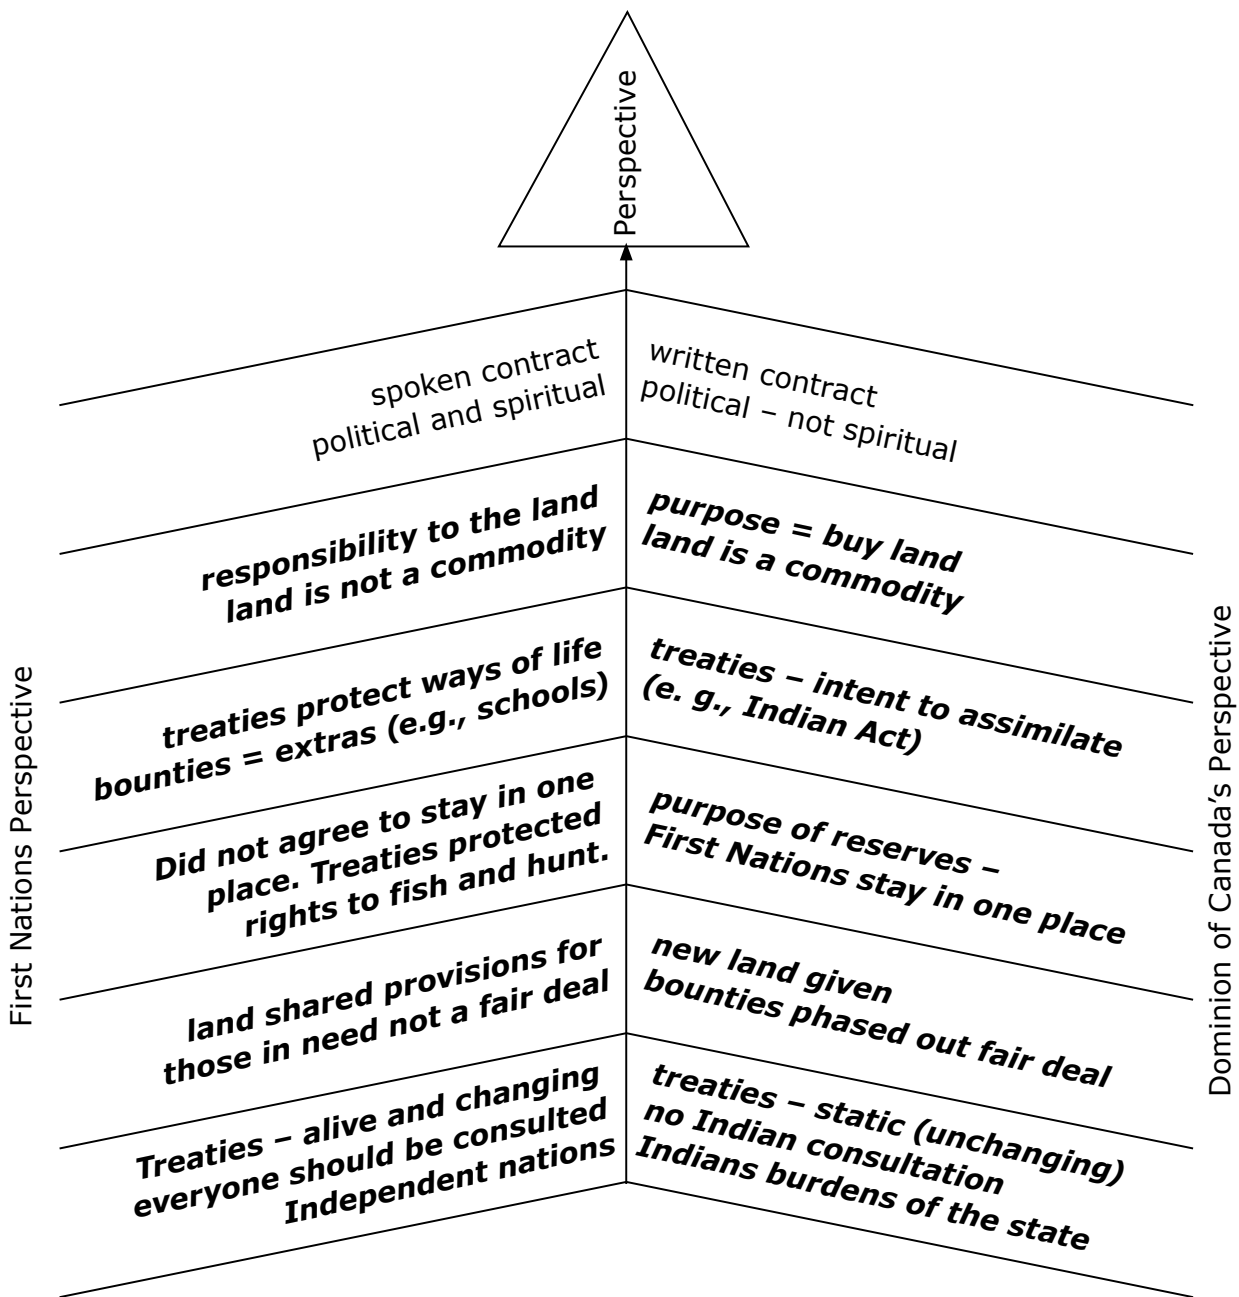 Perspective
spoken contract
political and spiritual
written contract
political – not spiritual
responsibility to the land
land is not a commodity
purpose = buy land
land is a commodity
treaties protect ways of life
bounties = extras (e.g., schools)
treaties – intent to assimilate
(e. g., Indian Act)
Did not agree to stay in one
place. Treaties protected
rights to fish and hunt.
purpose of reserves –
First Nations stay in one place
land shared provisions for
those in need not a fair deal
new land given
bounties phased out fair deal
Treaties – alive and changing
everyone should be consulted
Independent nations
treaties – static (unchanging)
no Indian consultation
Indians burdens of the state
First Nations Perspective
Dominion of Canada’s Perspective